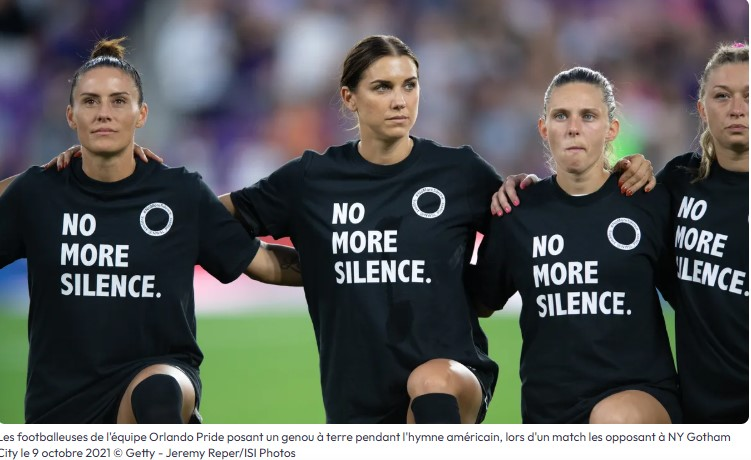 NO
MORE
SILENCE.
NO
MORE
SILENCE.
NO
MORE
SILENCE.
NO
MORE
SILENCE.
Les footballeuses de l'équipe Orlando Pride posant un genou à terre pendant l'hymne américain, lors d'un match les opposant à NY Gotham
City le 9 octobre 2021 © Getty - Jeremy Reper/ISI Photos